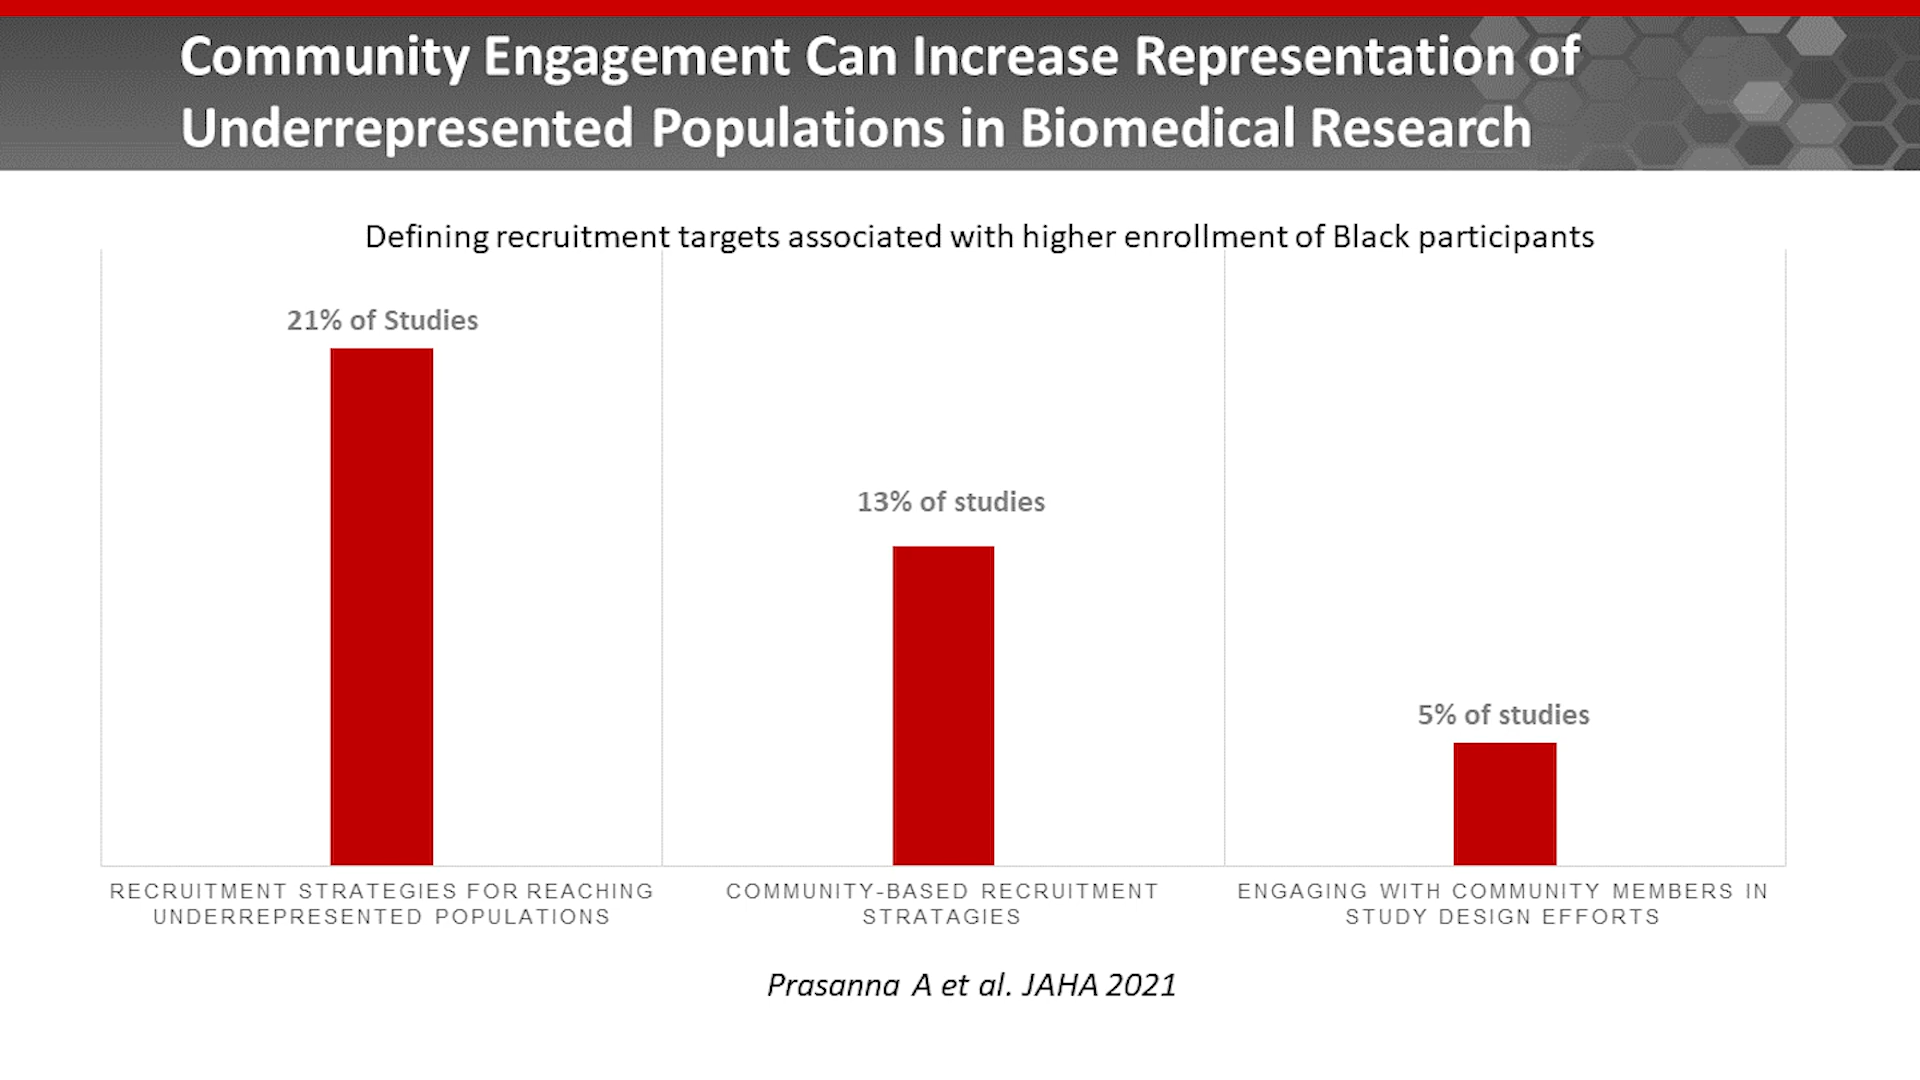 Community Engagement Can Increase Representation of
Underrepresented Populations in Biomedical Research
Defining recruitment targets associated with higher enrollment of Black participants
21% of Studies
13% of studies
5% of studies
RECRUITMENT STRATEGIES FOR REACHING
UNDERREPRESENTED POPULATIONS
COMMUNITY-BASED RECRUITMENT
STRATAGIES
ENGAGING WITH COMMUNITY MEMBERS IN
STUDY DESIGN EFFORTS
Prasanna A et al. JAHA 2021